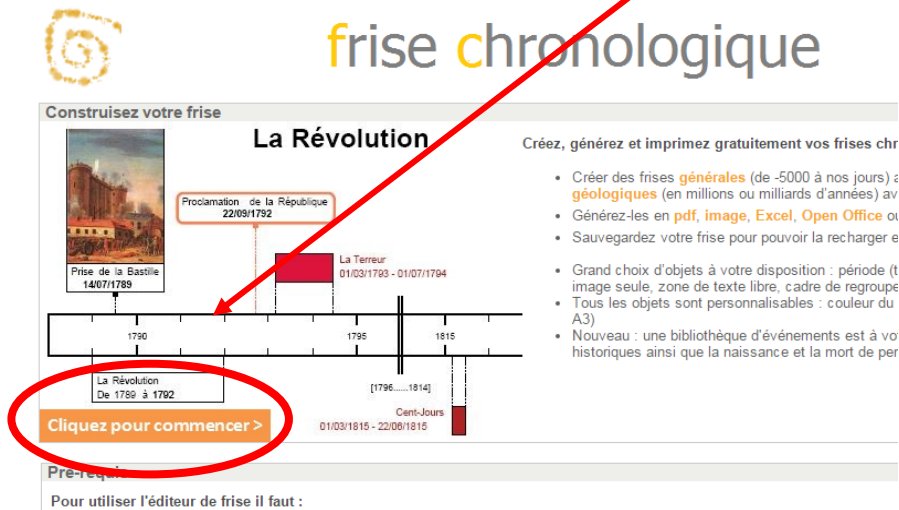 frise chronologique
Construisez votre frise
La Révolution
Proclamation de la République
22/09/1792
La Terreur
01/03/1793 - 01/07/1794
Prise de la Bastille
14/07/1789
1790
1795
1815
La Révolution
De 1789 à 1792
[1796......1814]
Cent-Jours
01/03/1815 - 22/06/1815
Cliquez pour commencer >
Créez, générez et imprimez gratuitement vos frises
• Créer des frises générales (de -5000 à nos jours)
géologiques (en millions ou milliards d'années)
• Générez-les en pdf, image, Excel, Open Office
• Sauvegardez votre frise pour pouvoir la recharger
• Grand choix d'objets à votre disposition : période
image seule, zone de texte libre, cadre de
• Tous les objets sont personnalisables : couleur du
A3)
• Nouveau : une bibliothèque d'événements est à
historiques ainsi que la naissance et la mort de
Pré-requis
Pour utiliser l'éditeur de frise il faut :